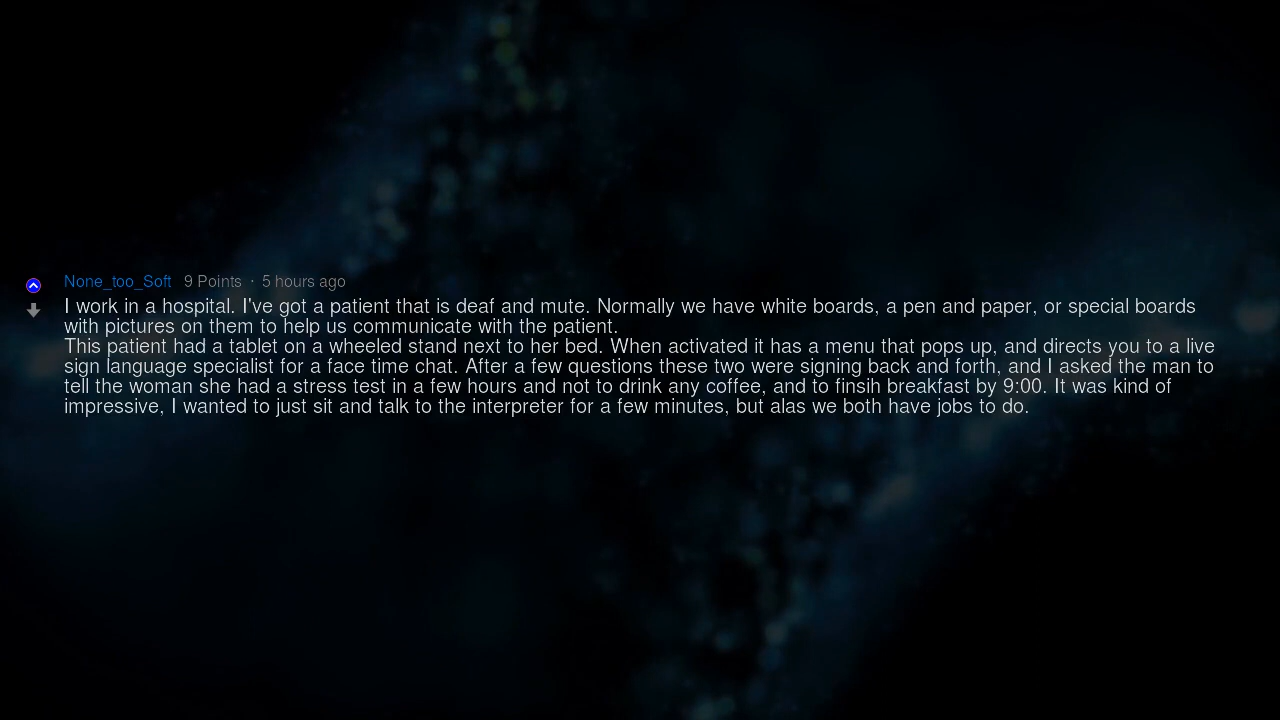 None_too_Soft 9 Points · 5 hours ago
I work in a hospital. I've got a patient that is deaf and mute. Normally we have white boards, a pen and paper, or special boards
with pictures on them to help us communicate with the patient.
This patient had a tablet on a wheeled stand next to her bed. When activated it has a menu that pops up, and directs you to a live
sign language specialist for a face time chat. After a few questions these two were signing back and forth, and I asked the man to
tell the woman she had a stress test in a few hours and not to drink any coffee, and to finsih breakfast by 9:00. It was kind of
impressive, I wanted to just sit and talk to the interpreter for a few minutes, but alas we both have jobs to do.